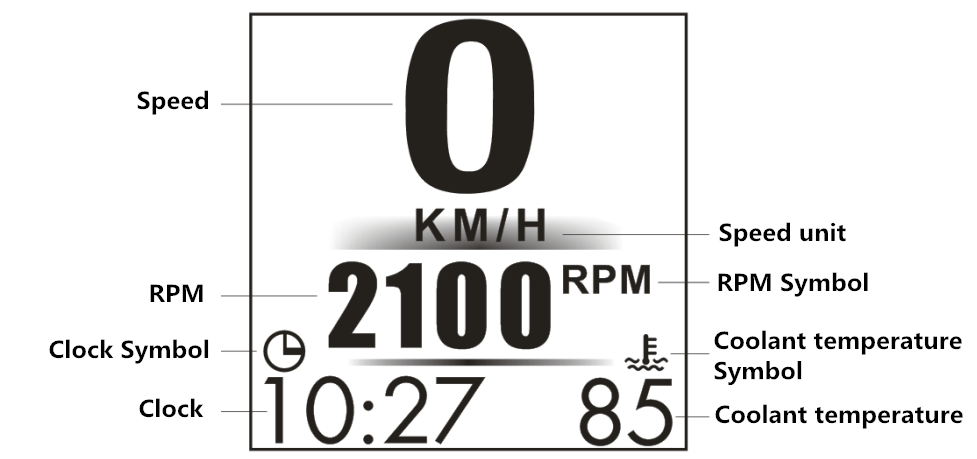 0
Speed
KM/H
Speed unit
2100 RPM
RPM
RPM Symbol
Clock Symbol
Coolant temperature
Symbol
Clock
10:27
85
Coolant temperature